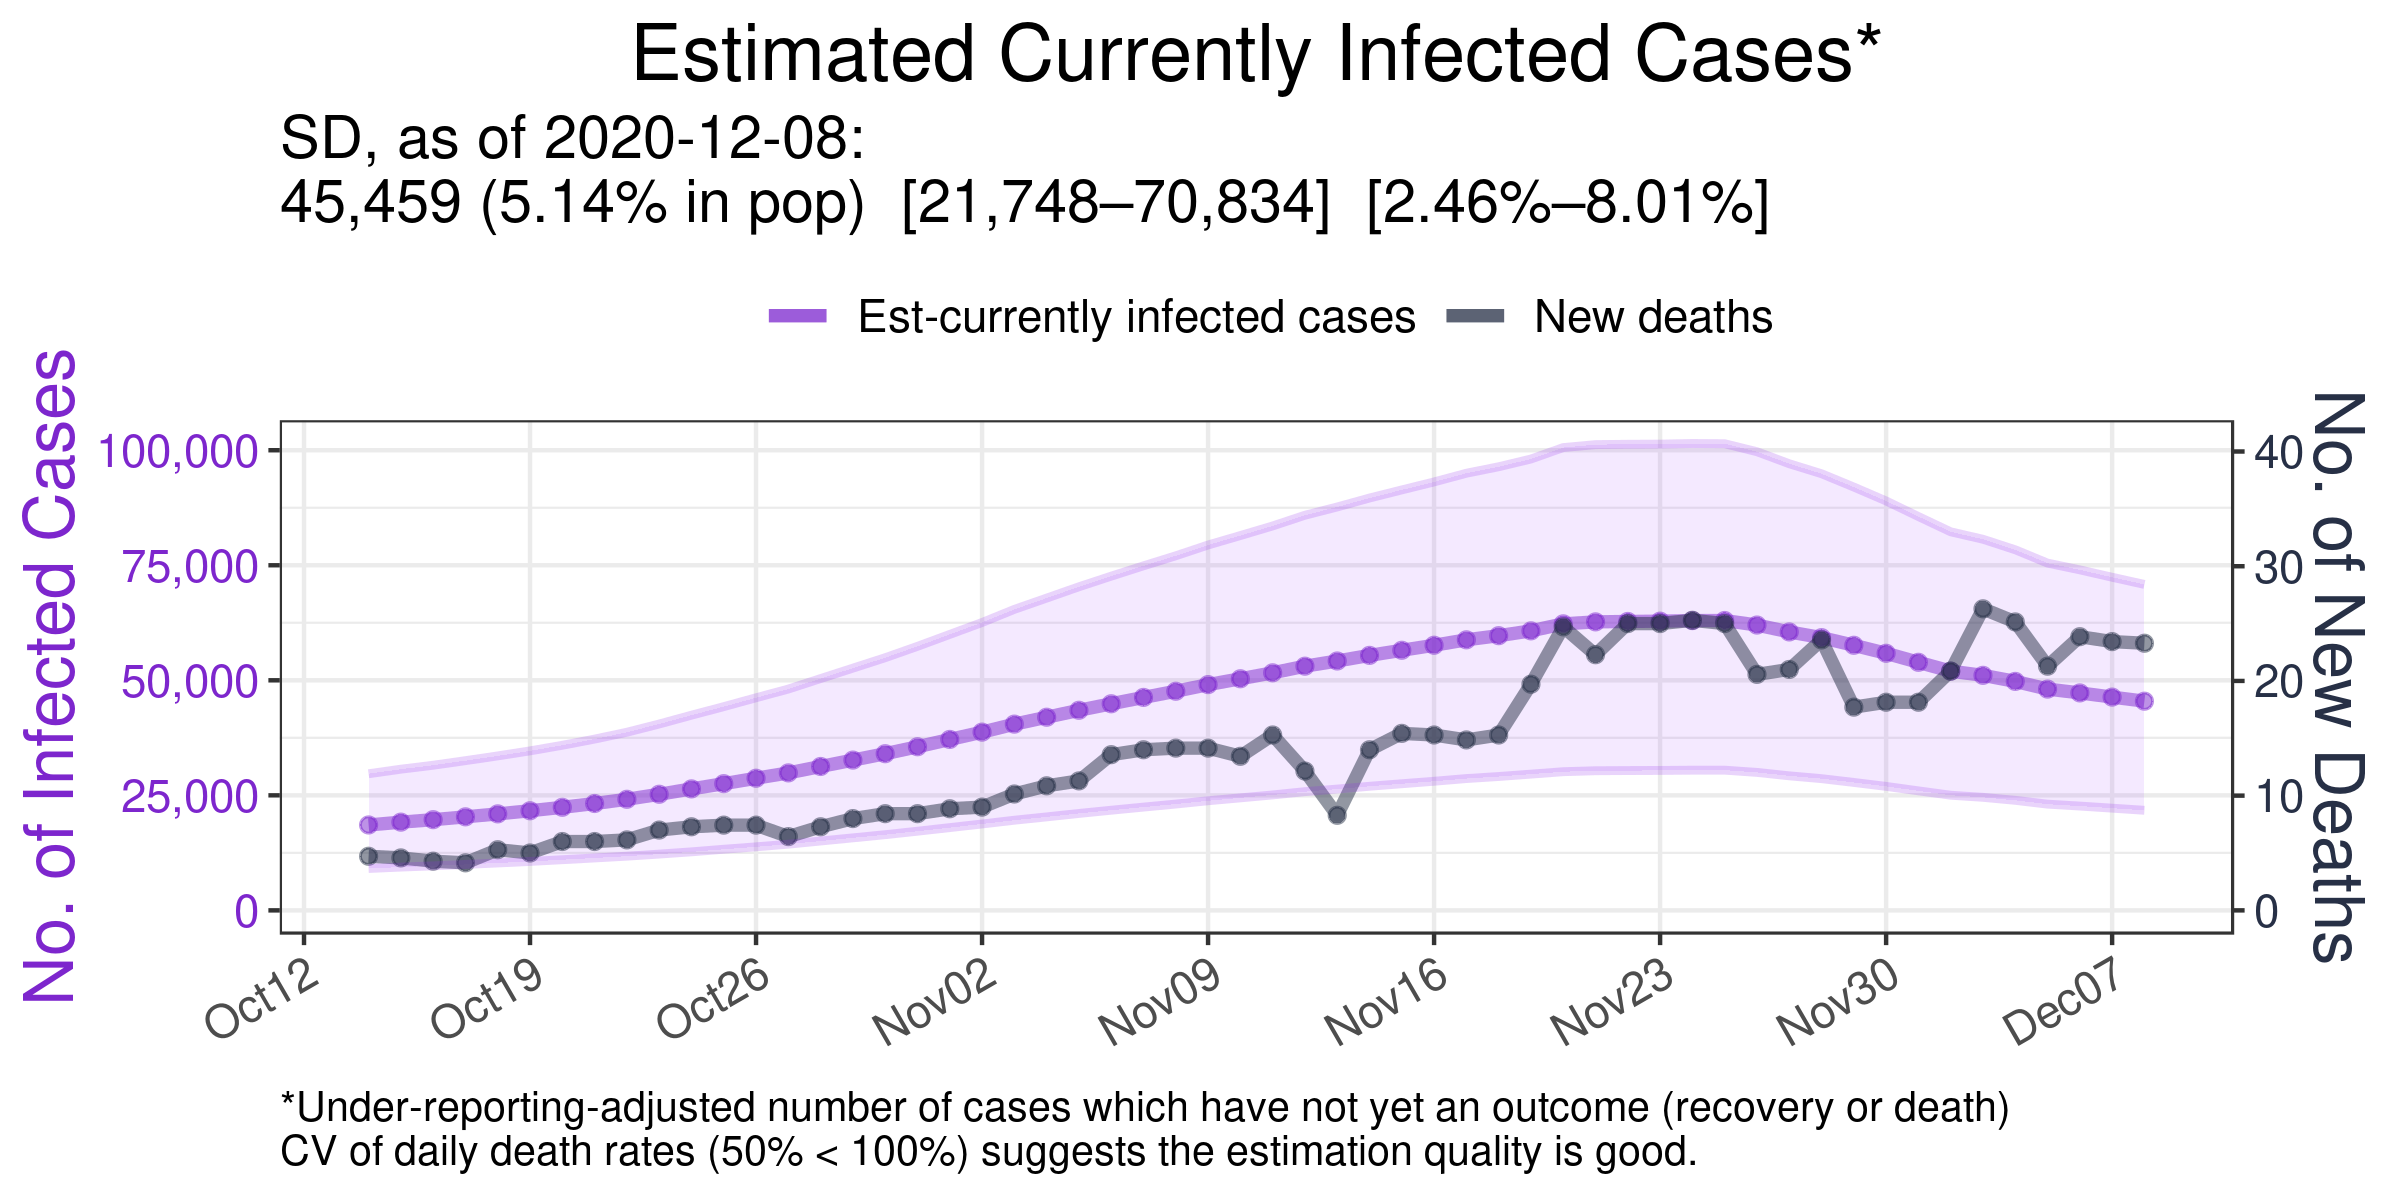 Estimated Currently Infected Cases*
SD, as of 2020-12-08:
45,459 (5.14% in pop)  [21,748–70,834]  [2.46%–8.01%]
Est-currently infected cases
New deaths
No. of Infected Cases
100,000
75,000
50,000
25,000
0
No. of New Deaths
40
30
20
10
0
Oct12
Oct19
Oct26
Nov02
Nov09
Nov16
Nov23
Nov30
Dec07
*Under-reporting-adjusted number of cases which have not yet an outcome (recovery or death)
CV of daily death rates (50% < 100%) suggests the estimation quality is good.